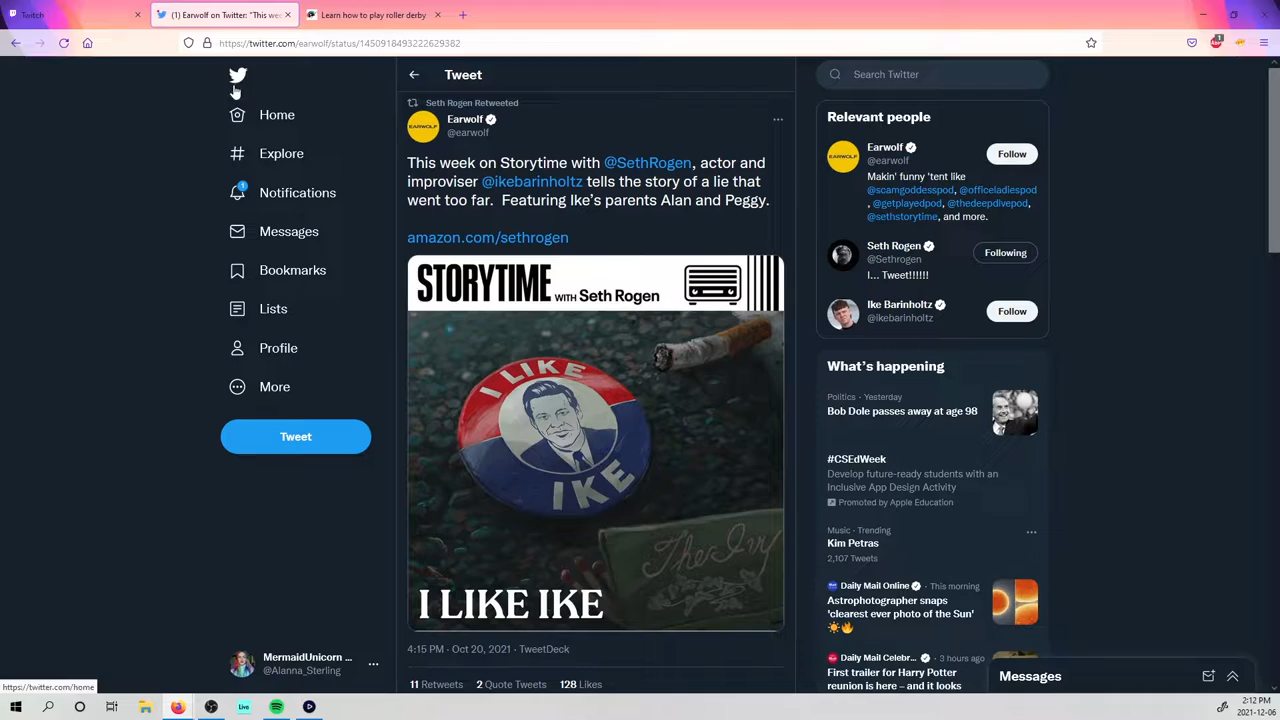 Twitch
(1) Earwolf on Twitter: "This wee
Learn how to play roller derby
https://twitter.com/earwolf/status/1450918493222629382
Home
Explore
1
Notifications
Messages
Bookmarks
Lists
Profile
More
Tweet
MermaidUnicorn ...
@Alanna_Sterling
https://twitter.com/home
Tweet
Seth Rogen Retweeted
EARWOLF
Earwolf
@earwolf
This week on Storytime with @SethRogen, actor and
improviser @ikebarinholtz tells the story of a lie that
went too far. Featuring Ike's parents Alan and Peggy.
amazon.com/sethrogen
STORYTIME WITH Seth Rogen
I LIKE
IKE
The Inv
I LIKE IKE
4:15 PM · Oct 20, 2021 · TweetDeck
11 Retweets 2 Quote Tweets 128 Likes
Search Twitter
Relevant people
EARWOLF
Earwolf
@earwolf
Follow
Makin' funny 'tent like
@scamgoddesspod, @officeladiespod
, @getplayedpod, @thedeepdivepod,
@sethstorytime, and more.
Seth Rogen
@Sethrogen
Following
I... Tweet!!!!!!
Ike Barinholtz
@ikebarinholtz
Follow
What's happening
Politics · Yesterday
Bob Dole passes away at age 98
#CSEdWeek
Develop future-ready students with an
Inclusive App Design Activity
Promoted by Apple Education
Music · Trending
Kim Petras
2,107 Tweets
Daily Mail Online · This morning
Astrophotographer snaps
'clearest ever photo of the Sun'
Daily Mail Celebr... · 3 hours ago
First trailer for Harry Potter
reunion is here – and it looks
Messages
Live
2:12 PM
2021-12-06